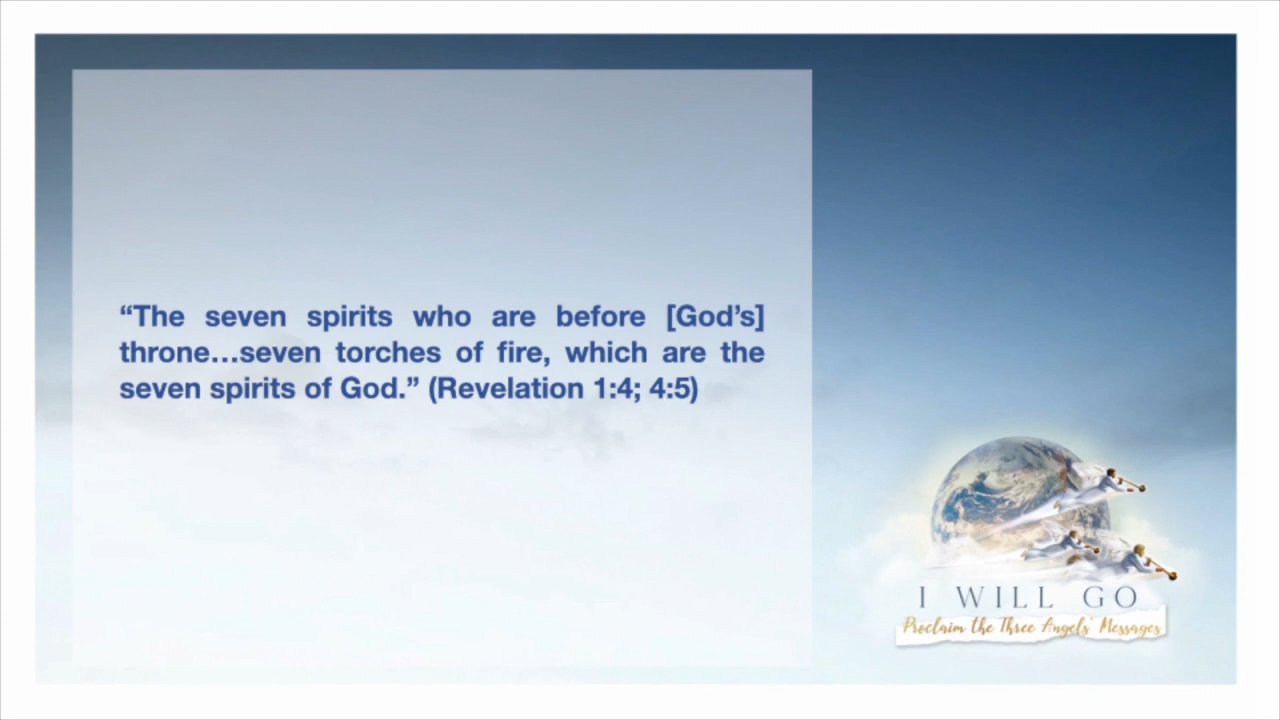 “The seven spirits who are before [God’s]
throne…seven torches of fire, which are the
seven spirits of God.” (Revelation 1:4; 4:5)
I WILL GO
Proclaim the Three Angels’ Messages